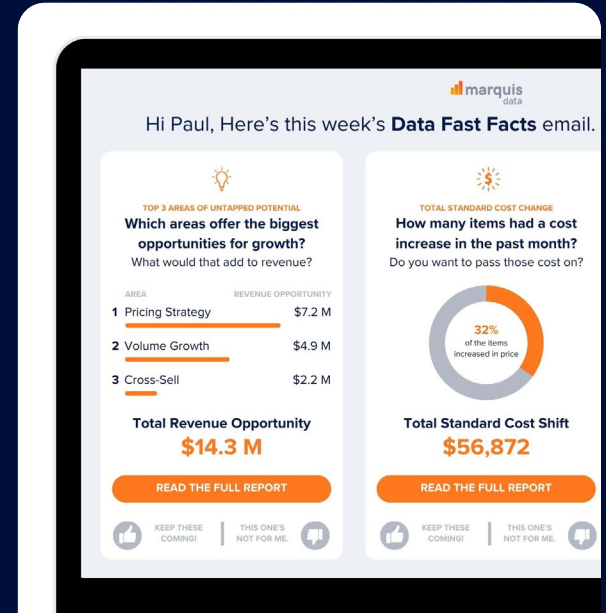 marquis
data
Hi Paul, Here's this week's Data Fast Facts email.
TOP 3 AREAS OF UNTAPPED POTENTIAL
Which areas offer the biggest
opportunities for growth?
What would that add to revenue?
AREA REVENUE OPPORTUNITY
1 Pricing Strategy $7.2 M
2 Volume Growth $4.9 M
3 Cross-Sell $2.2 M
Total Revenue Opportunity
$14.3 M
READ THE FULL REPORT
KEEP THESE
COMING!
THIS ONE'S
NOT FOR ME.
$
TOTAL STANDARD COST CHANGE
How many items had a cost
increase in the past month?
Do you want to pass those cost on?
32%
of the items
increased in price
Total Standard Cost Shift
$56,872
READ THE FULL REPORT
KEEP THESE
COMING!
THIS ONE'S
NOT FOR ME.